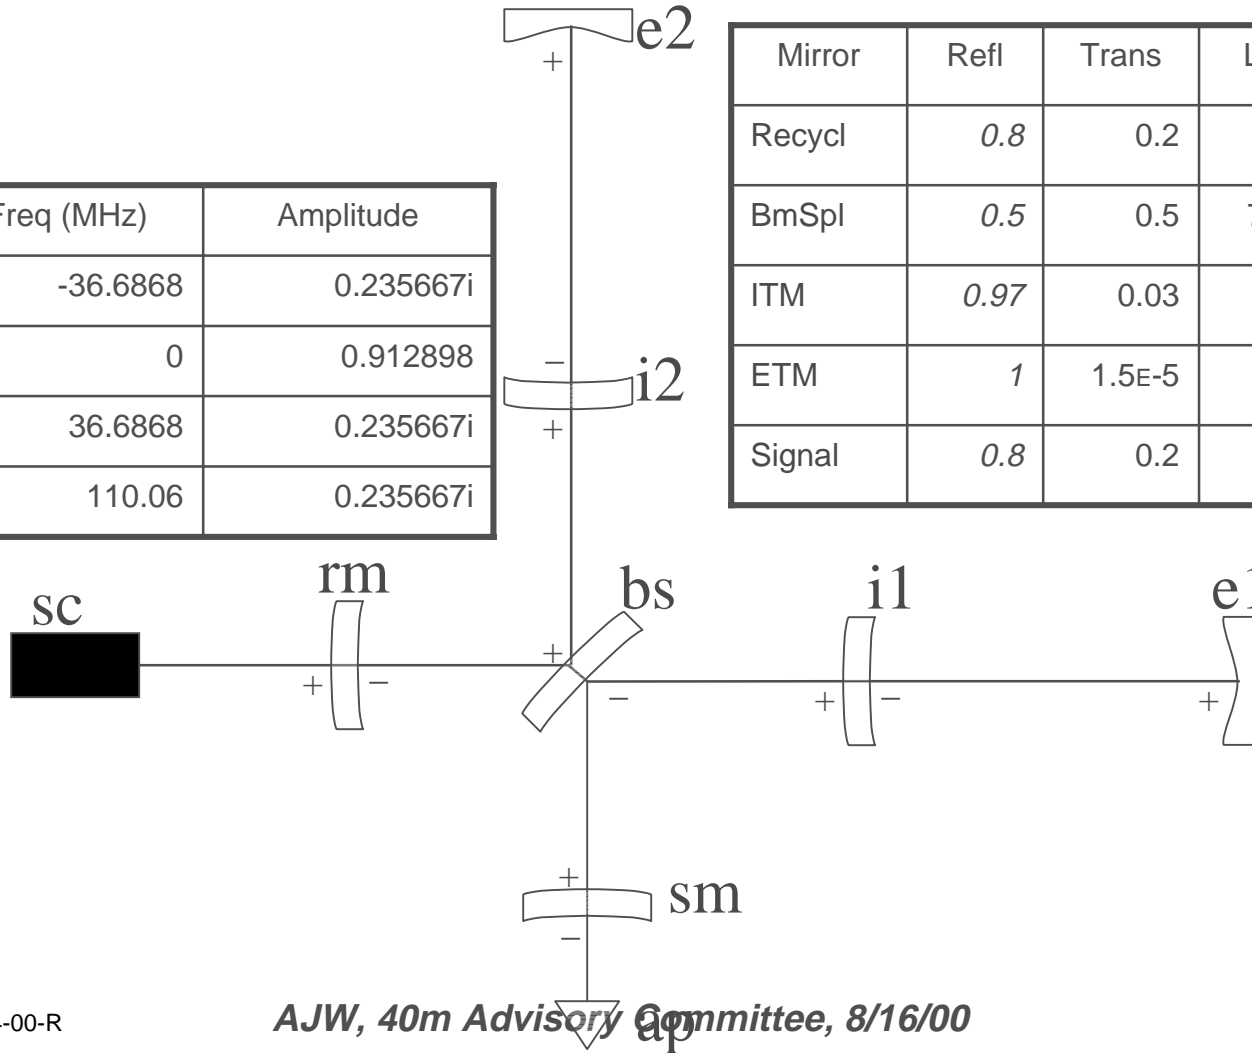 e2
+
Mirror Refl Trans L
Recycl 0.8 0.2
BmSpl 0.5 0.5
ITM 0.97 0.03
ETM 1 1.5E-5
Signal 0.8 0.2
Freq (MHz) Amplitude
-36.6868 0.235667i
0 0.912898
36.6868 0.235667i
110.06 0.235667i
−
i2
+
sc
rm
+ −
bs
+
−
i1
+ −
e1
+
+
sm
−
-00-R
AJW, 40m Advisory Committee, 8/16/00
ap